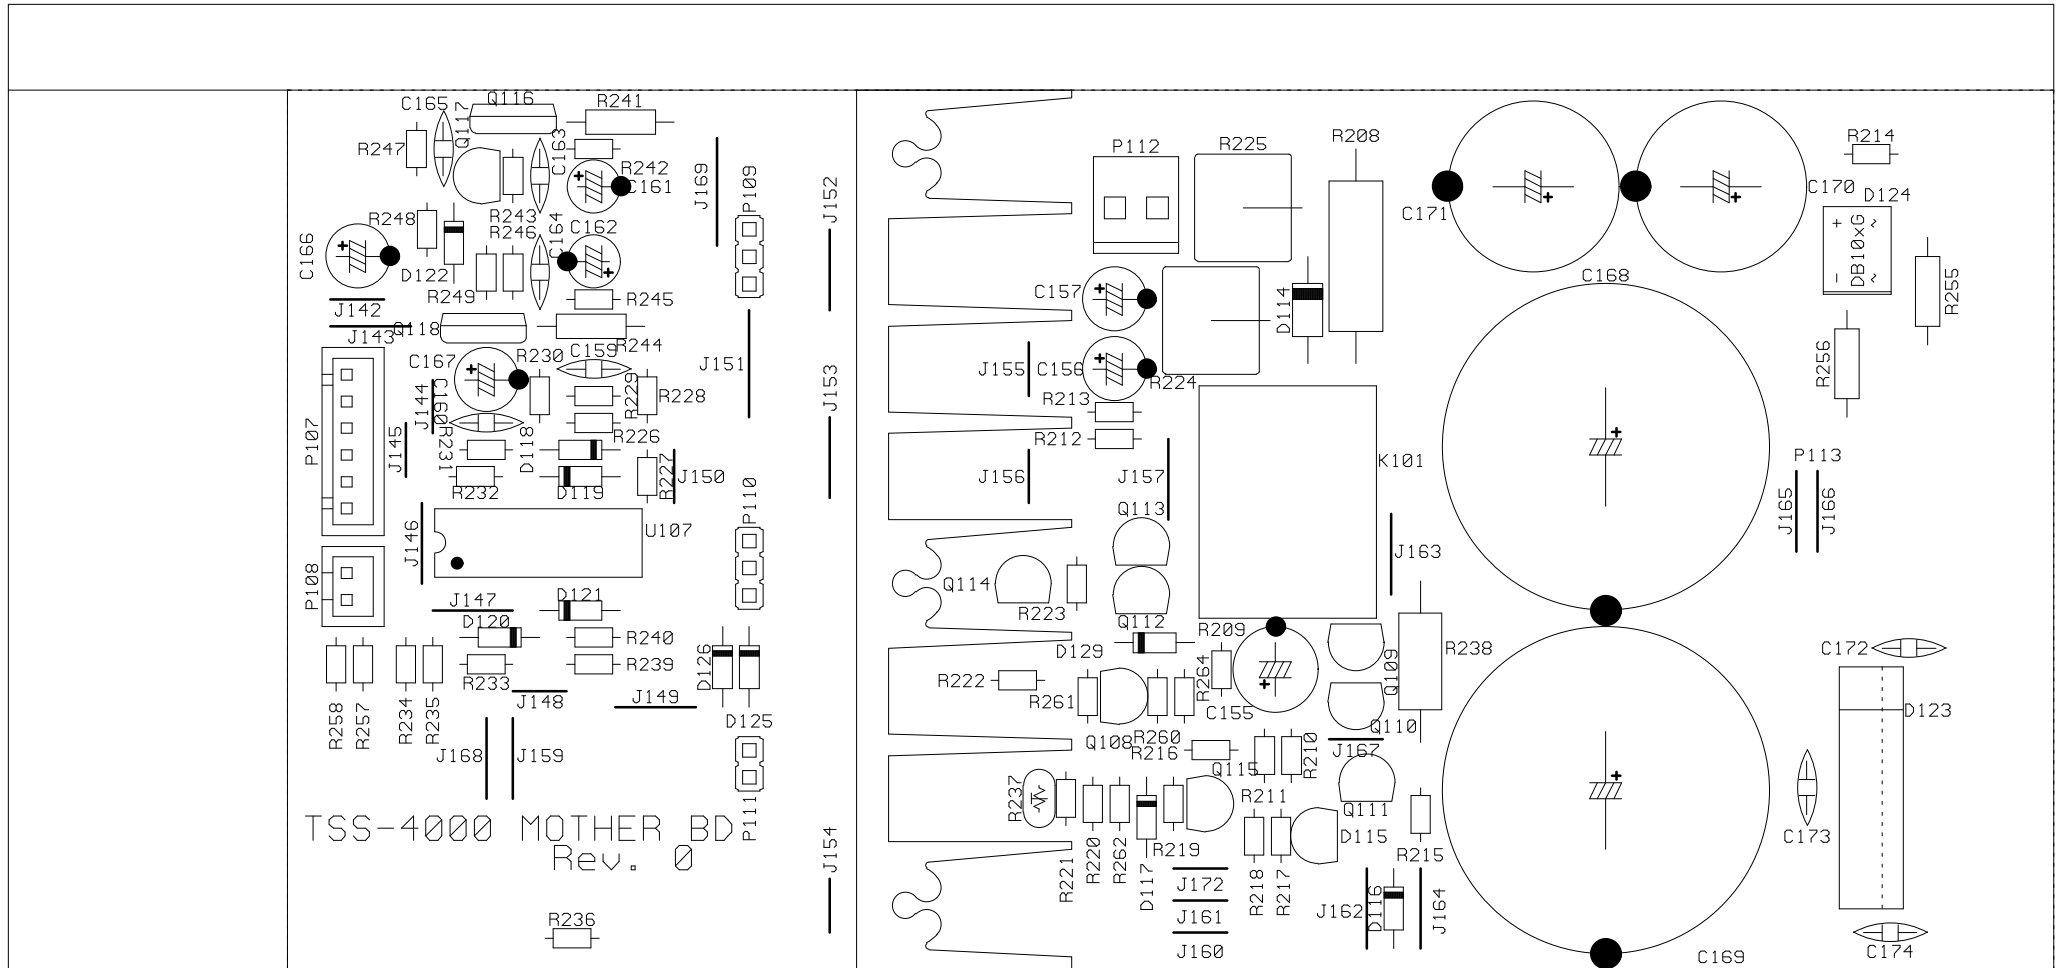 C165
Q116
R241
Q117
C163
R247
R242
C161
R248
R243
R246
C164
C162
C166
D122
R249
R245
J142
J143
Q118
R244
C167
R230
C159
R229
R228
J144
C160
R231
D118
R226
P107
J145
R232
D119
R227
J150
J146
U107
P108
J147
D121
D120
R240
R233
R239
J148
J149
D126
D125
R258
R257
R234
R235
J168
J159
TSS-4000 MOTHER BD
Rev. 0
R236
J169
P109
J152
J151
J153
P110
P111
J154
P112
R225
R208
C171
C170
R214
D124
+
-
DB10xG
~
~
C168
R255
R256
C157
D114
J155
C156
R224
R213
R212
K101
P113
J165
J166
J156
J157
Q113
J163
Q114
R223
Q112
R209
D129
R264
Q109
R238
R222
R261
C155
Q110
Q108
R260
R216
Q115
R210
J167
R237
R211
Q111
D115
R215
R221
R220
R262
D117
R219
R218
R217
J172
J161
J160
J162
D116
J164
C172
D123
C173
C174
C169